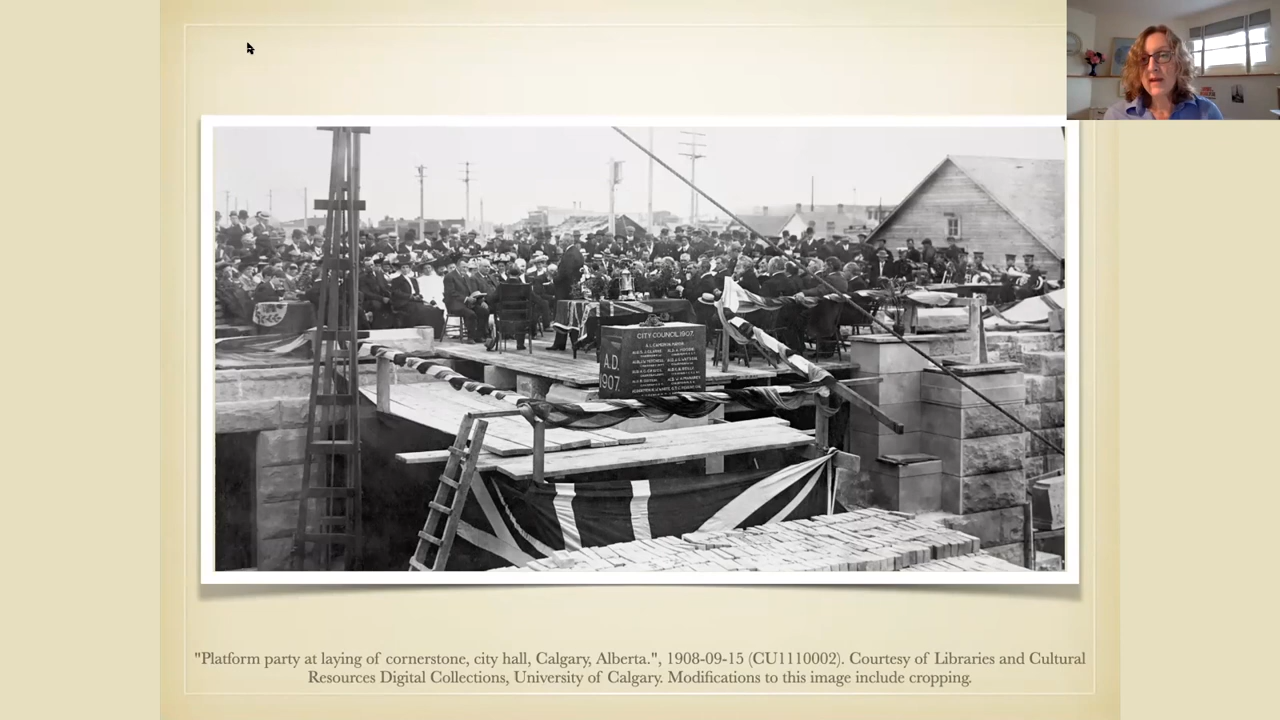 CITY COUNCIL 1907.
A.D.
1907.
"Platform party at laying of cornerstone, city hall, Calgary, Alberta.", 1908-09-15 (CU1110002). Courtesy of Libraries and Cultural
Resources Digital Collections, University of Calgary. Modifications to this image include cropping.